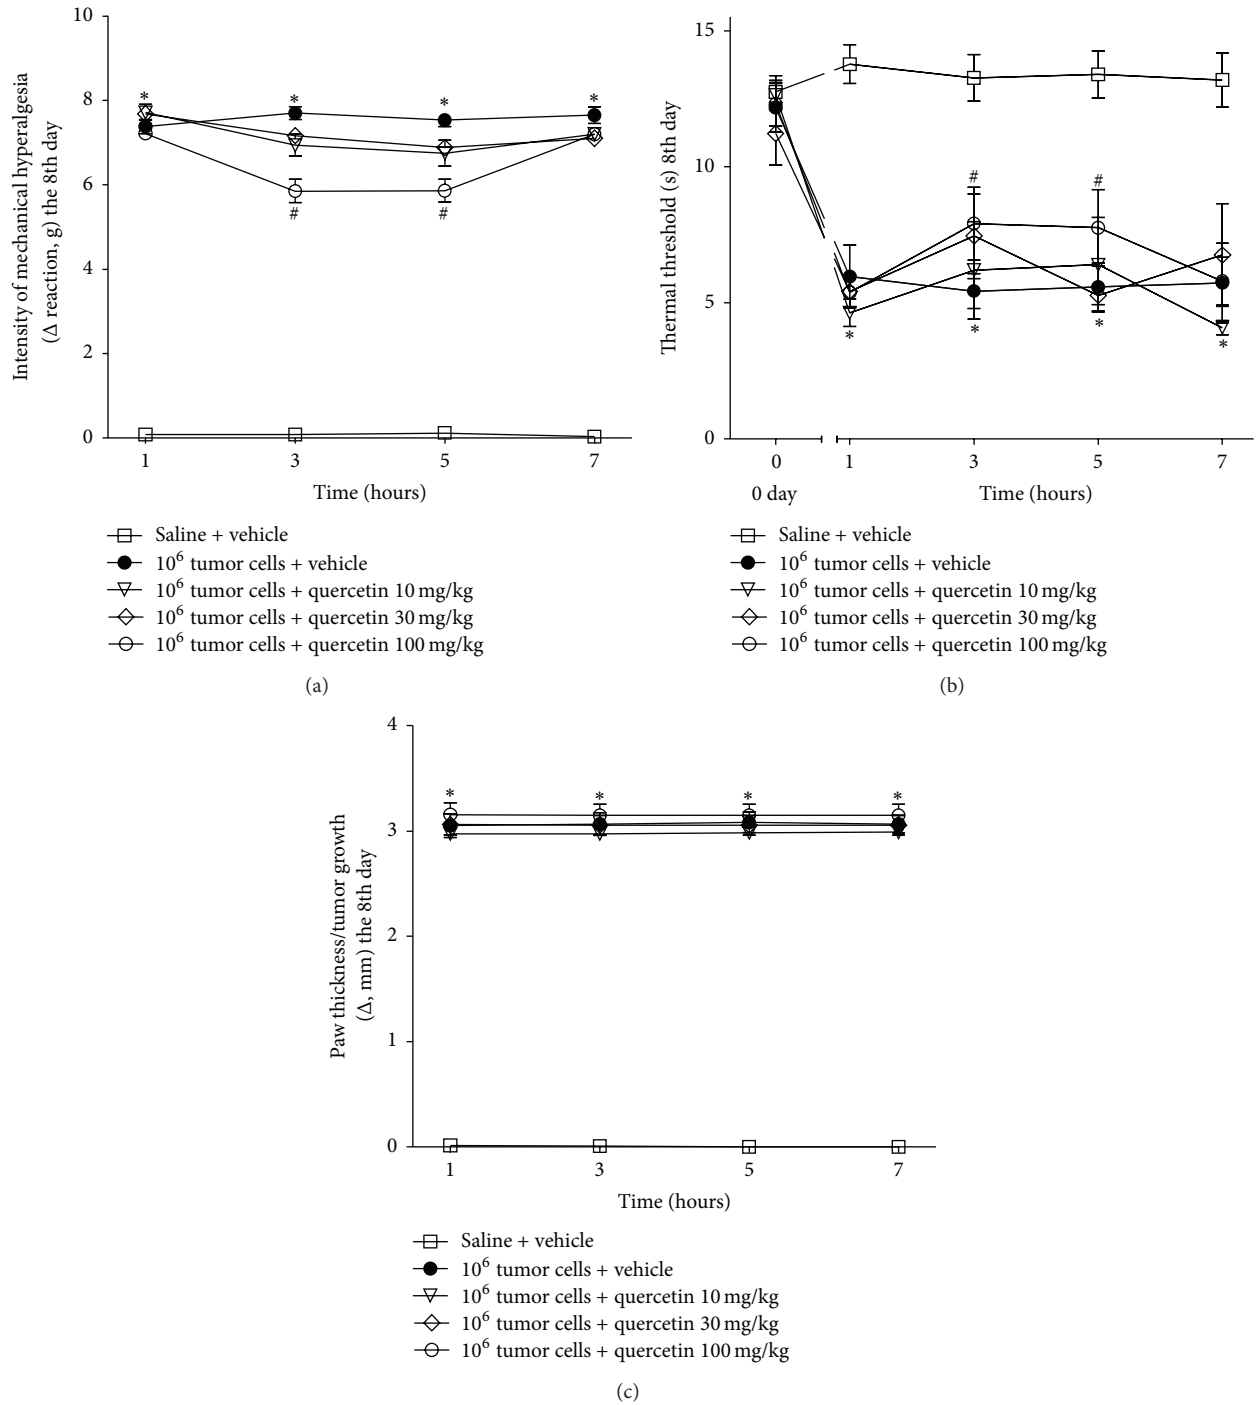 Intensity of mechanical hyperalgesia
(Δ reaction, g) the 8th day
10
8
6
4
2
0
* * * *
# #
1 3 5 7
Time (hours)
Saline + vehicle
10⁶ tumor cells + vehicle
10⁶ tumor cells + quercetin 10 mg/kg
10⁶ tumor cells + quercetin 30 mg/kg
10⁶ tumor cells + quercetin 100 mg/kg
(a)
Thermal threshold (s) 8th day
15
10
5
0
# #
* * * *
0 1 3 5 7
0 day Time (hours)
Saline + vehicle
10⁶ tumor cells + vehicle
10⁶ tumor cells + quercetin 10 mg/kg
10⁶ tumor cells + quercetin 30 mg/kg
10⁶ tumor cells + quercetin 100 mg/kg
(b)
Paw thickness/tumor growth
(Δ, mm) the 8th day
4
3
2
1
0
* * * *
1 3 5 7
Time (hours)
Saline + vehicle
10⁶ tumor cells + vehicle
10⁶ tumor cells + quercetin 10 mg/kg
10⁶ tumor cells + quercetin 30 mg/kg
10⁶ tumor cells + quercetin 100 mg/kg
(c)